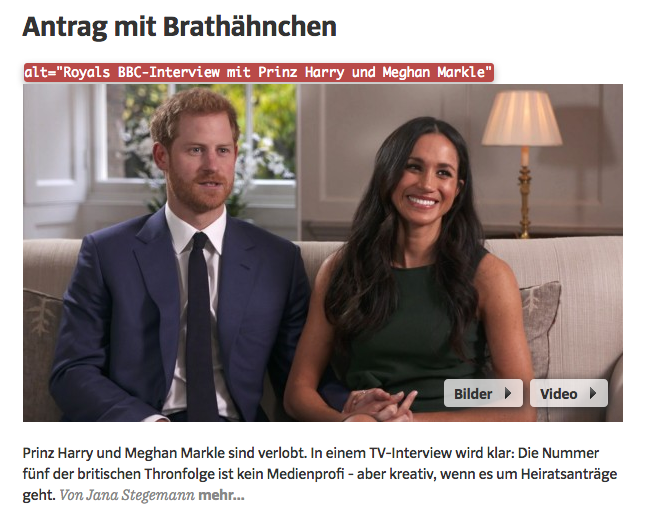 Antrag mit Brathähnchen
alt="Royals BBC-Interview mit Prinz Harry und Meghan Markle"
Bilder Video
Prinz Harry und Meghan Markle sind verlobt. In einem TV-Interview wird klar: Die Nummer
fünf der britischen Thronfolge ist kein Medienprofi - aber kreativ, wenn es um Heiratsanträge
geht. Von Jana Stegemann mehr...